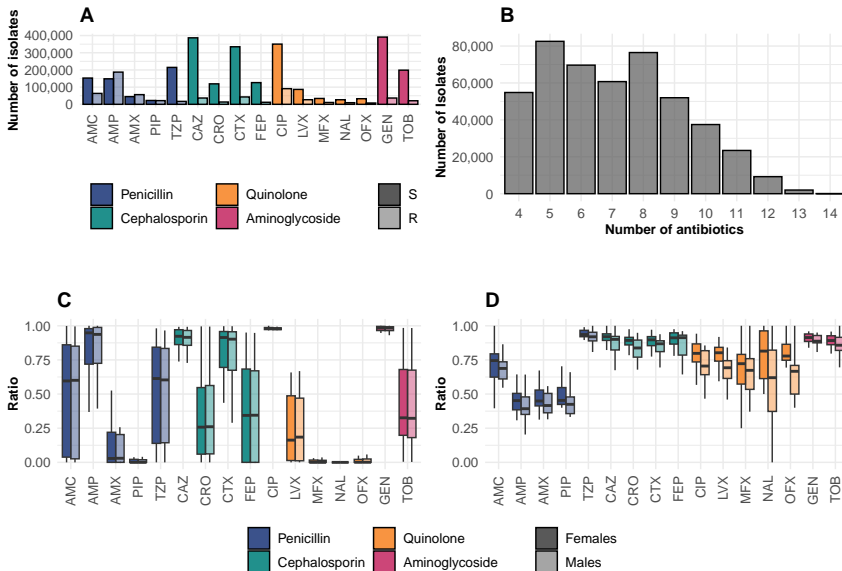 A
Number of isolates
400,000
300,000
200,000
100,000
0
AMC AMP AMX PIP TZP CAZ CRO CTX FEP CIP LVX MFX NAL OFX GEN TOB
Penicillin Quinolone S
Cephalosporin Aminoglycoside R
B
Number of Isolates
80,000
60,000
40,000
20,000
0
4 5 6 7 8 9 10 11 12 13 14
Number of antibiotics
C
Ratio
1.00
0.75
0.50
0.25
0.00
AMC AMP AMX PIP TZP CAZ CRO CTX FEP CIP LVX MFX NAL OFX GEN TOB
D
Ratio
1.00
0.75
0.50
0.25
0.00
AMC AMP AMX PIP TZP CAZ CRO CTX FEP CIP LVX MFX NAL OFX GEN TOB
Penicillin Quinolone Females
Cephalosporin Aminoglycoside Males